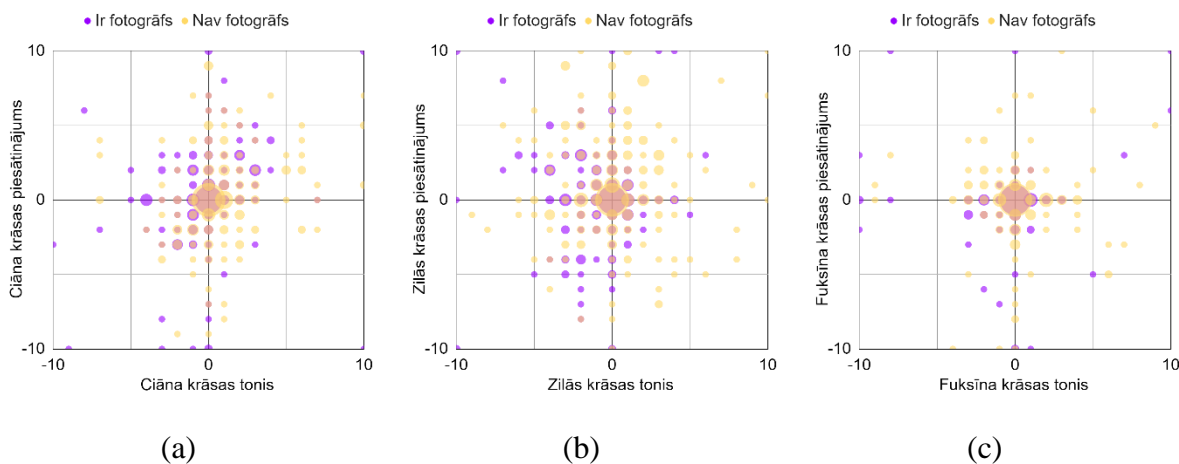 Ir fotogrāfs Nav fotogrāfs
10
0
-10
-10 0 10
Ciāna krāsas piesātinājums
Ciāna krāsas tonis
(a)
Ir fotogrāfs Nav fotogrāfs
10
0
-10
-10 0 10
Zilās krāsas piesātinājums
Zilās krāsas tonis
(b)
Ir fotogrāfs Nav fotogrāfs
10
0
-10
-10 0 10
Fuksīna krāsas piesātinājums
Fuksīna krāsas tonis
(c)